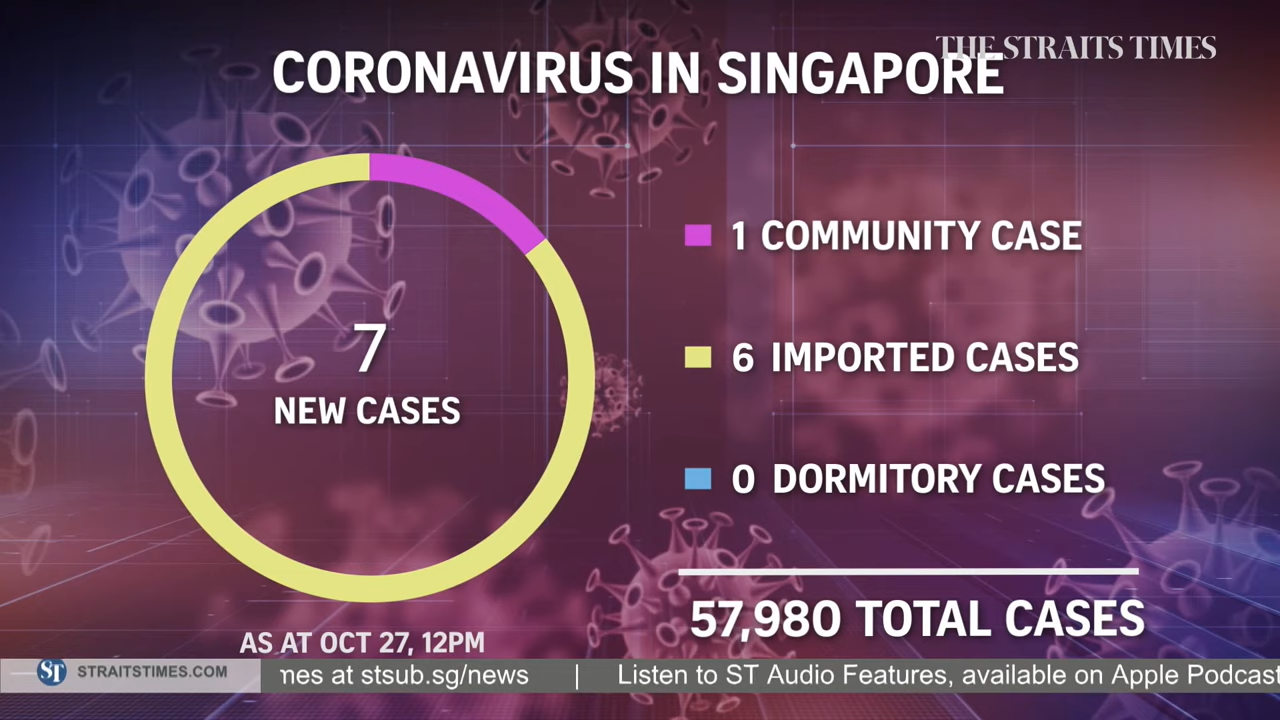 THE STRAITS TIMES
CORONAVIRUS IN SINGAPORE
7
NEW CASES
1 COMMUNITY CASE
6 IMPORTED CASES
0 DORMITORY CASES
57,980 TOTAL CASES
AS AT OCT 27, 12PM
ST STRAITSTIMES.COM
mes at stsub.sg/news | Listen to ST Audio Features, available on Apple Podcast